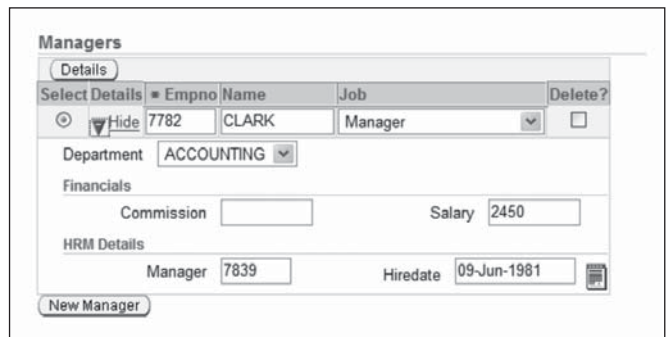 Managers
Details
Select Details Empno Name Job Delete?
Hide 7782 CLARK Manager
Department ACCOUNTING
Financials
Commission Salary 2450
HRM Details
Manager 7839 Hiredate 09-Jun-1981
New Manager